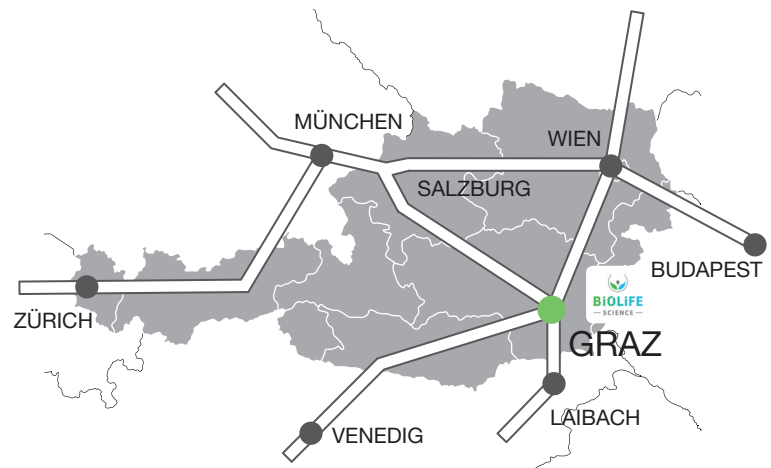 MÜNCHEN
WIEN
SALZBURG
BUDAPEST
BiOLiFE
SCIENCE
ZÜRICH
GRAZ
LAIBACH
VENEDIG